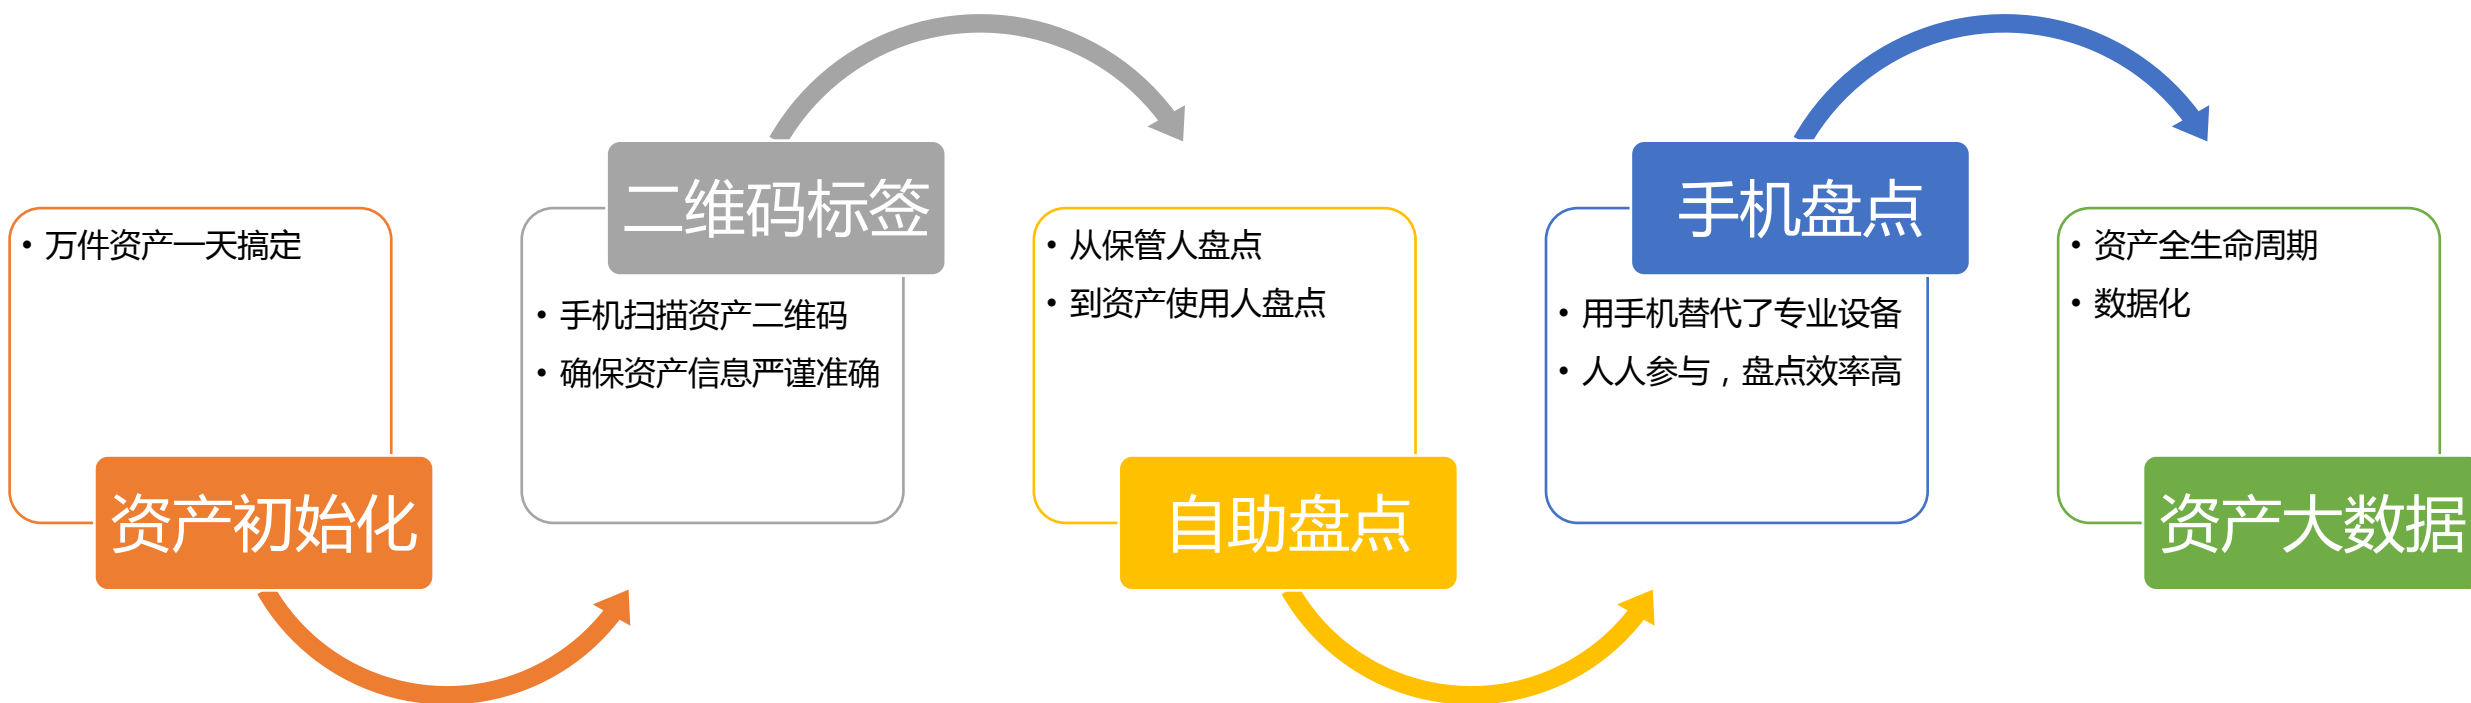 • 万件资产一天搞定
资产初始化
二维码标签
• 手机扫描资产二维码
• 确保资产信息严谨准确
• 从保管人盘点
• 到资产使用人盘点
自助盘点
手机盘点
• 用手机替代了专业设备
• 人人参与，盘点效率高
• 资产全生命周期
• 数据化
资产大数据